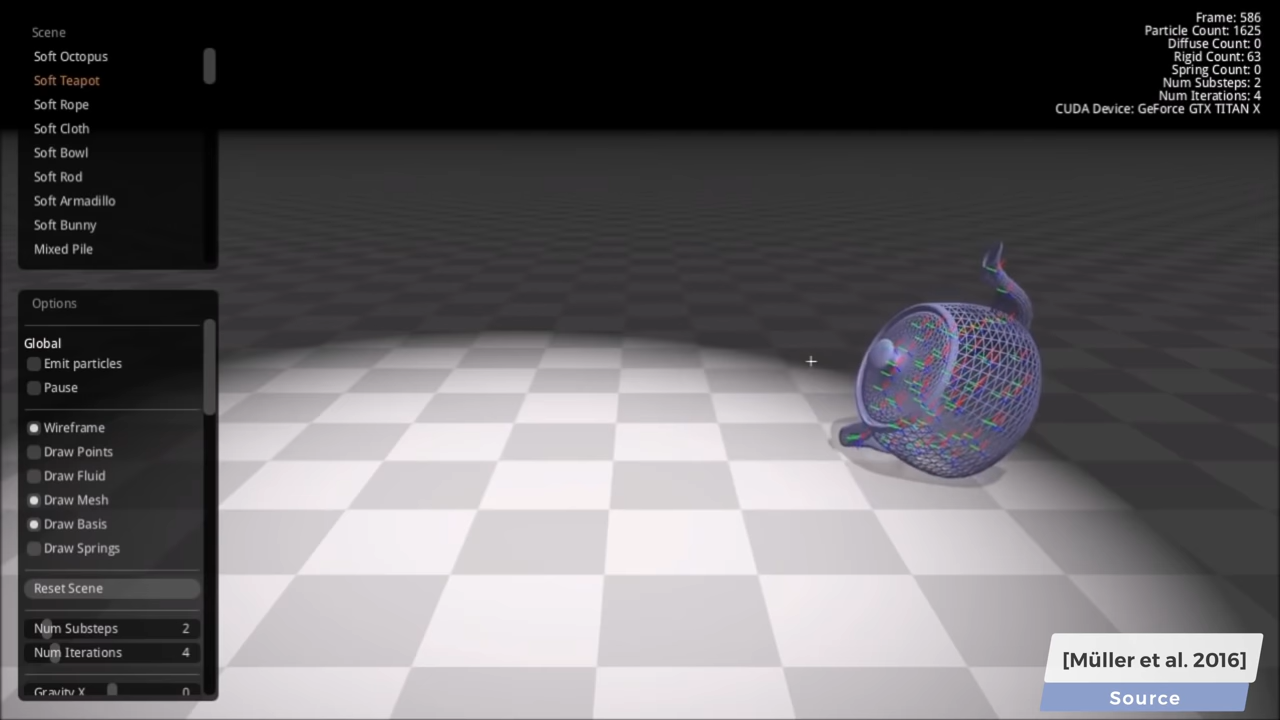 Scene
Soft Octopus
Soft Teapot
Soft Rope
Soft Cloth
Soft Bowl
Soft Rod
Soft Armadillo
Soft Bunny
Mixed Pile
Options
Global
Emit particles
Pause
Wireframe
Draw Points
Draw Fluid
Draw Mesh
Draw Basis
Draw Springs
Reset Scene
Num Substeps 2
Num Iterations 4
Gravity X 0
Frame: 586
Particle Count: 1625
Diffuse Count: 0
Rigid Count: 63
Spring Count: 0
Num Substeps: 2
Num Iterations: 4
CUDA Device: GeForce GTX TITAN X
[Müller et al. 2016]
Source